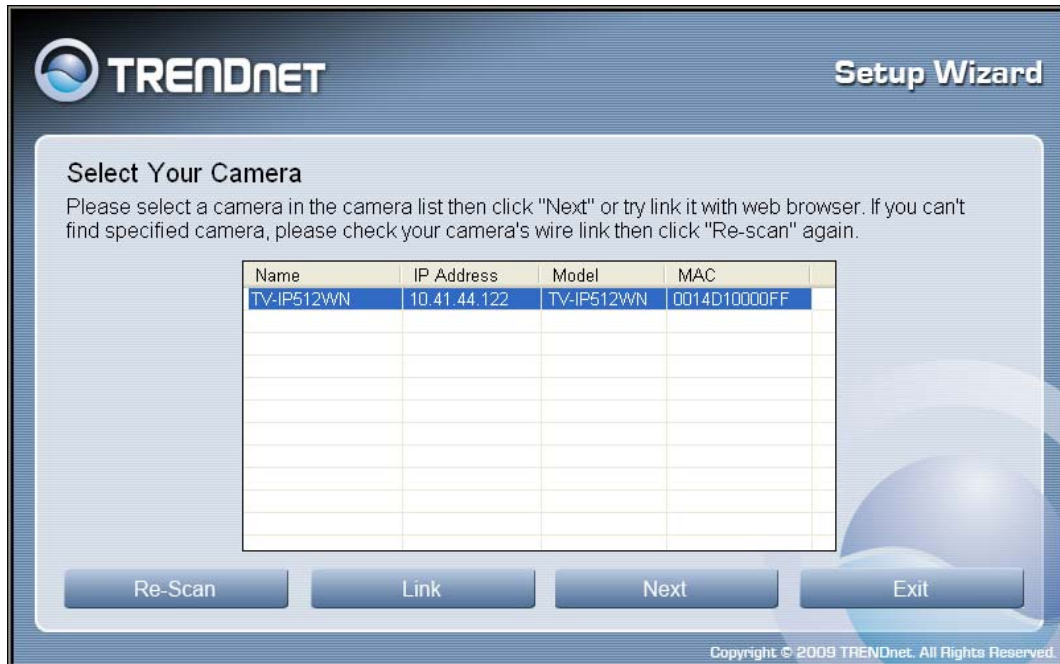 TRENDNET
Setup Wizard
Select Your Camera
Please select a camera in the camera list then click "Next" or try link it with web browser. If you can't
find specified camera, please check your camera's wire link then click "Re-scan" again.
Name IP Address Model MAC
TV-IP512WN 10.41.44.122 TV-IP512WN 0014D10000FF
Re-Scan Link Next Exit
Copyright © 2009 TRENDnet. All Rights Reserved.